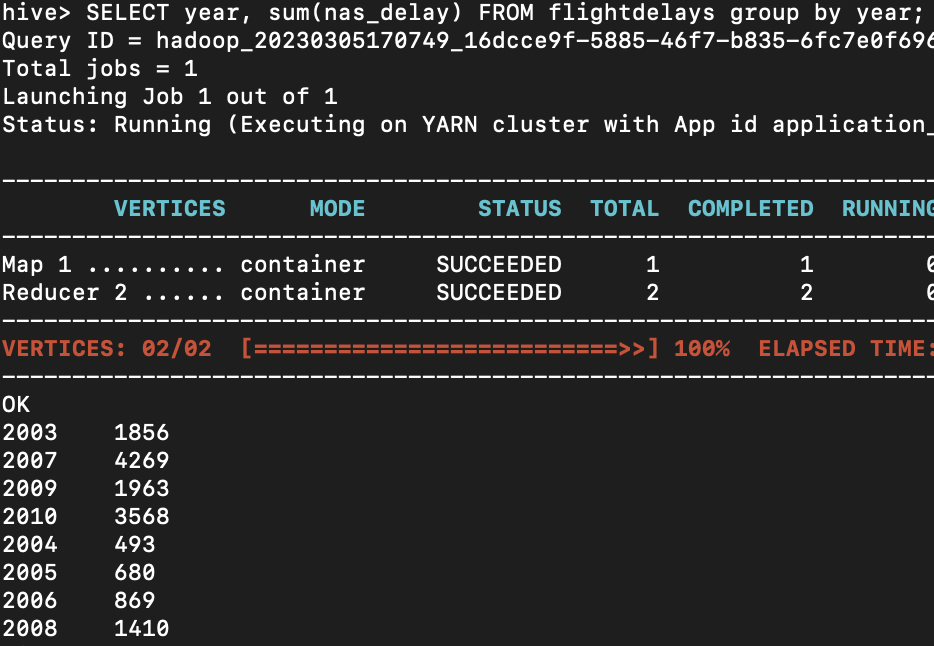 hive> SELECT year, sum(nas_delay) FROM flightdelays group by year;
Query ID = hadoop_20230305170749_16dcce9f-5885-46f7-b835-6fc7e0f696
Total jobs = 1
Launching Job 1 out of 1
Status: Running (Executing on YARN cluster with App id application_
----------------------------------------------------------------------
VERTICES MODE STATUS TOTAL COMPLETED RUNNING
----------------------------------------------------------------------
Map 1 .......... container SUCCEEDED 1 1 0
Reducer 2 ...... container SUCCEEDED 2 2 0
----------------------------------------------------------------------
VERTICES: 02/02 [==========================>>] 100% ELAPSED TIME:
----------------------------------------------------------------------
OK
2003 1856
2007 4269
2009 1963
2010 3568
2004 493
2005 680
2006 869
2008 1410